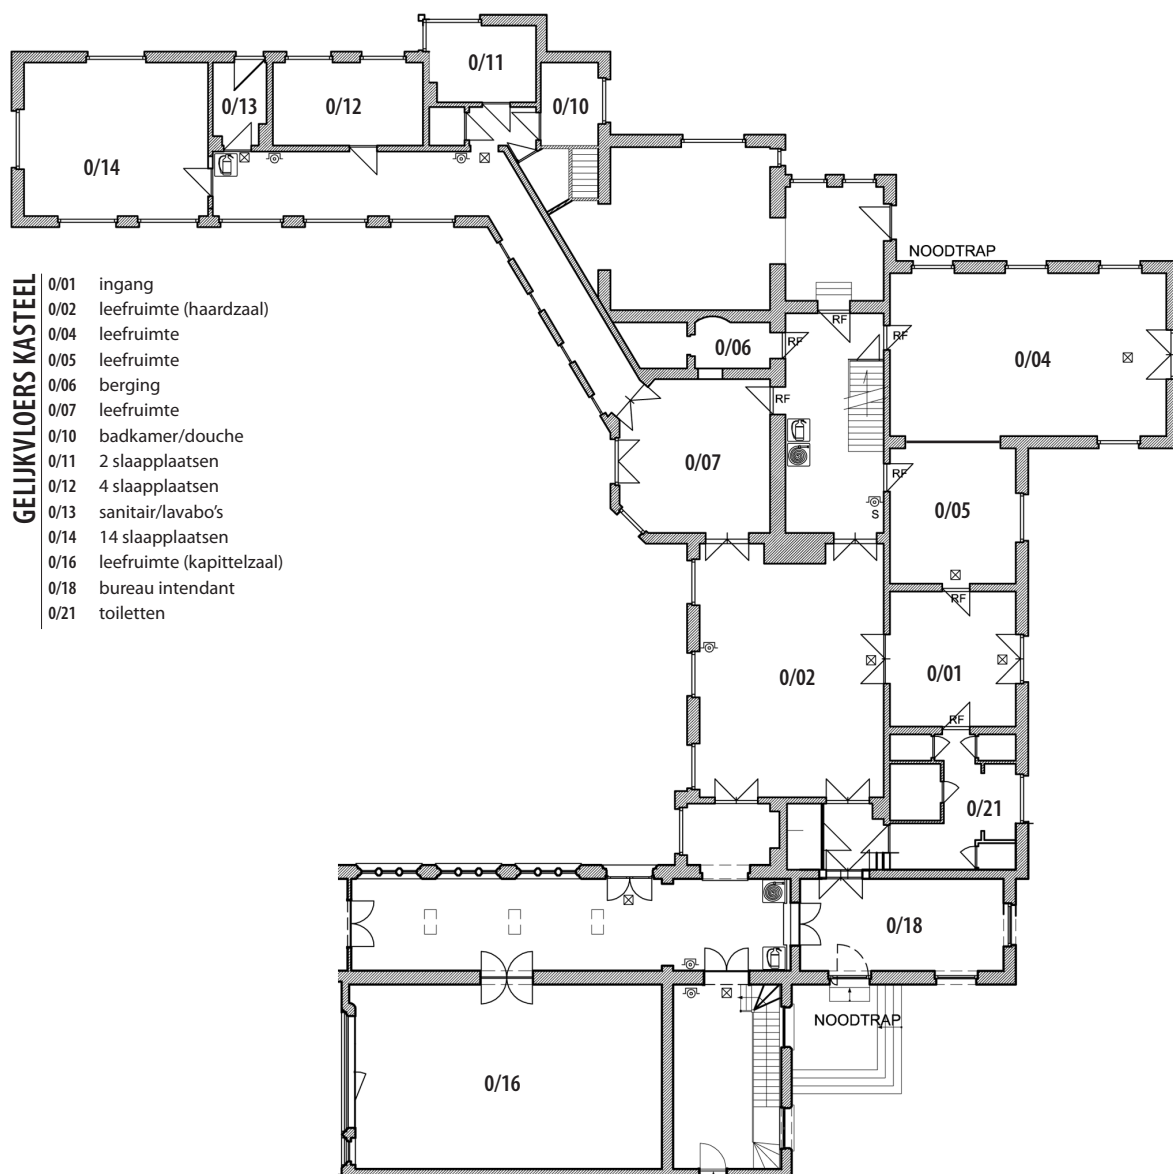 0/11
0/13
0/12
0/10
0/14
NOODTRAP
GELIJKVLOERS KASTEEL
0/01 ingang
0/02 leefruimte (haardzaal)
0/04 leefruimte
0/05 leefruimte
0/06 berging
0/07 leefruimte
0/10 badkamer/douche
0/11 2 slaapplaatsen
0/12 4 slaapplaatsen
0/13 sanitair/lavabo's
0/14 14 slaapplaatsen
0/16 leefruimte (kapittelzaal)
0/18 bureau intendant
0/21 toiletten
RF
RF
RF
0/06
0/04
RF
0/07
RF
S
0/05
RF
0/02
0/01
RF
0/21
0/18
NOODTRAP
0/16